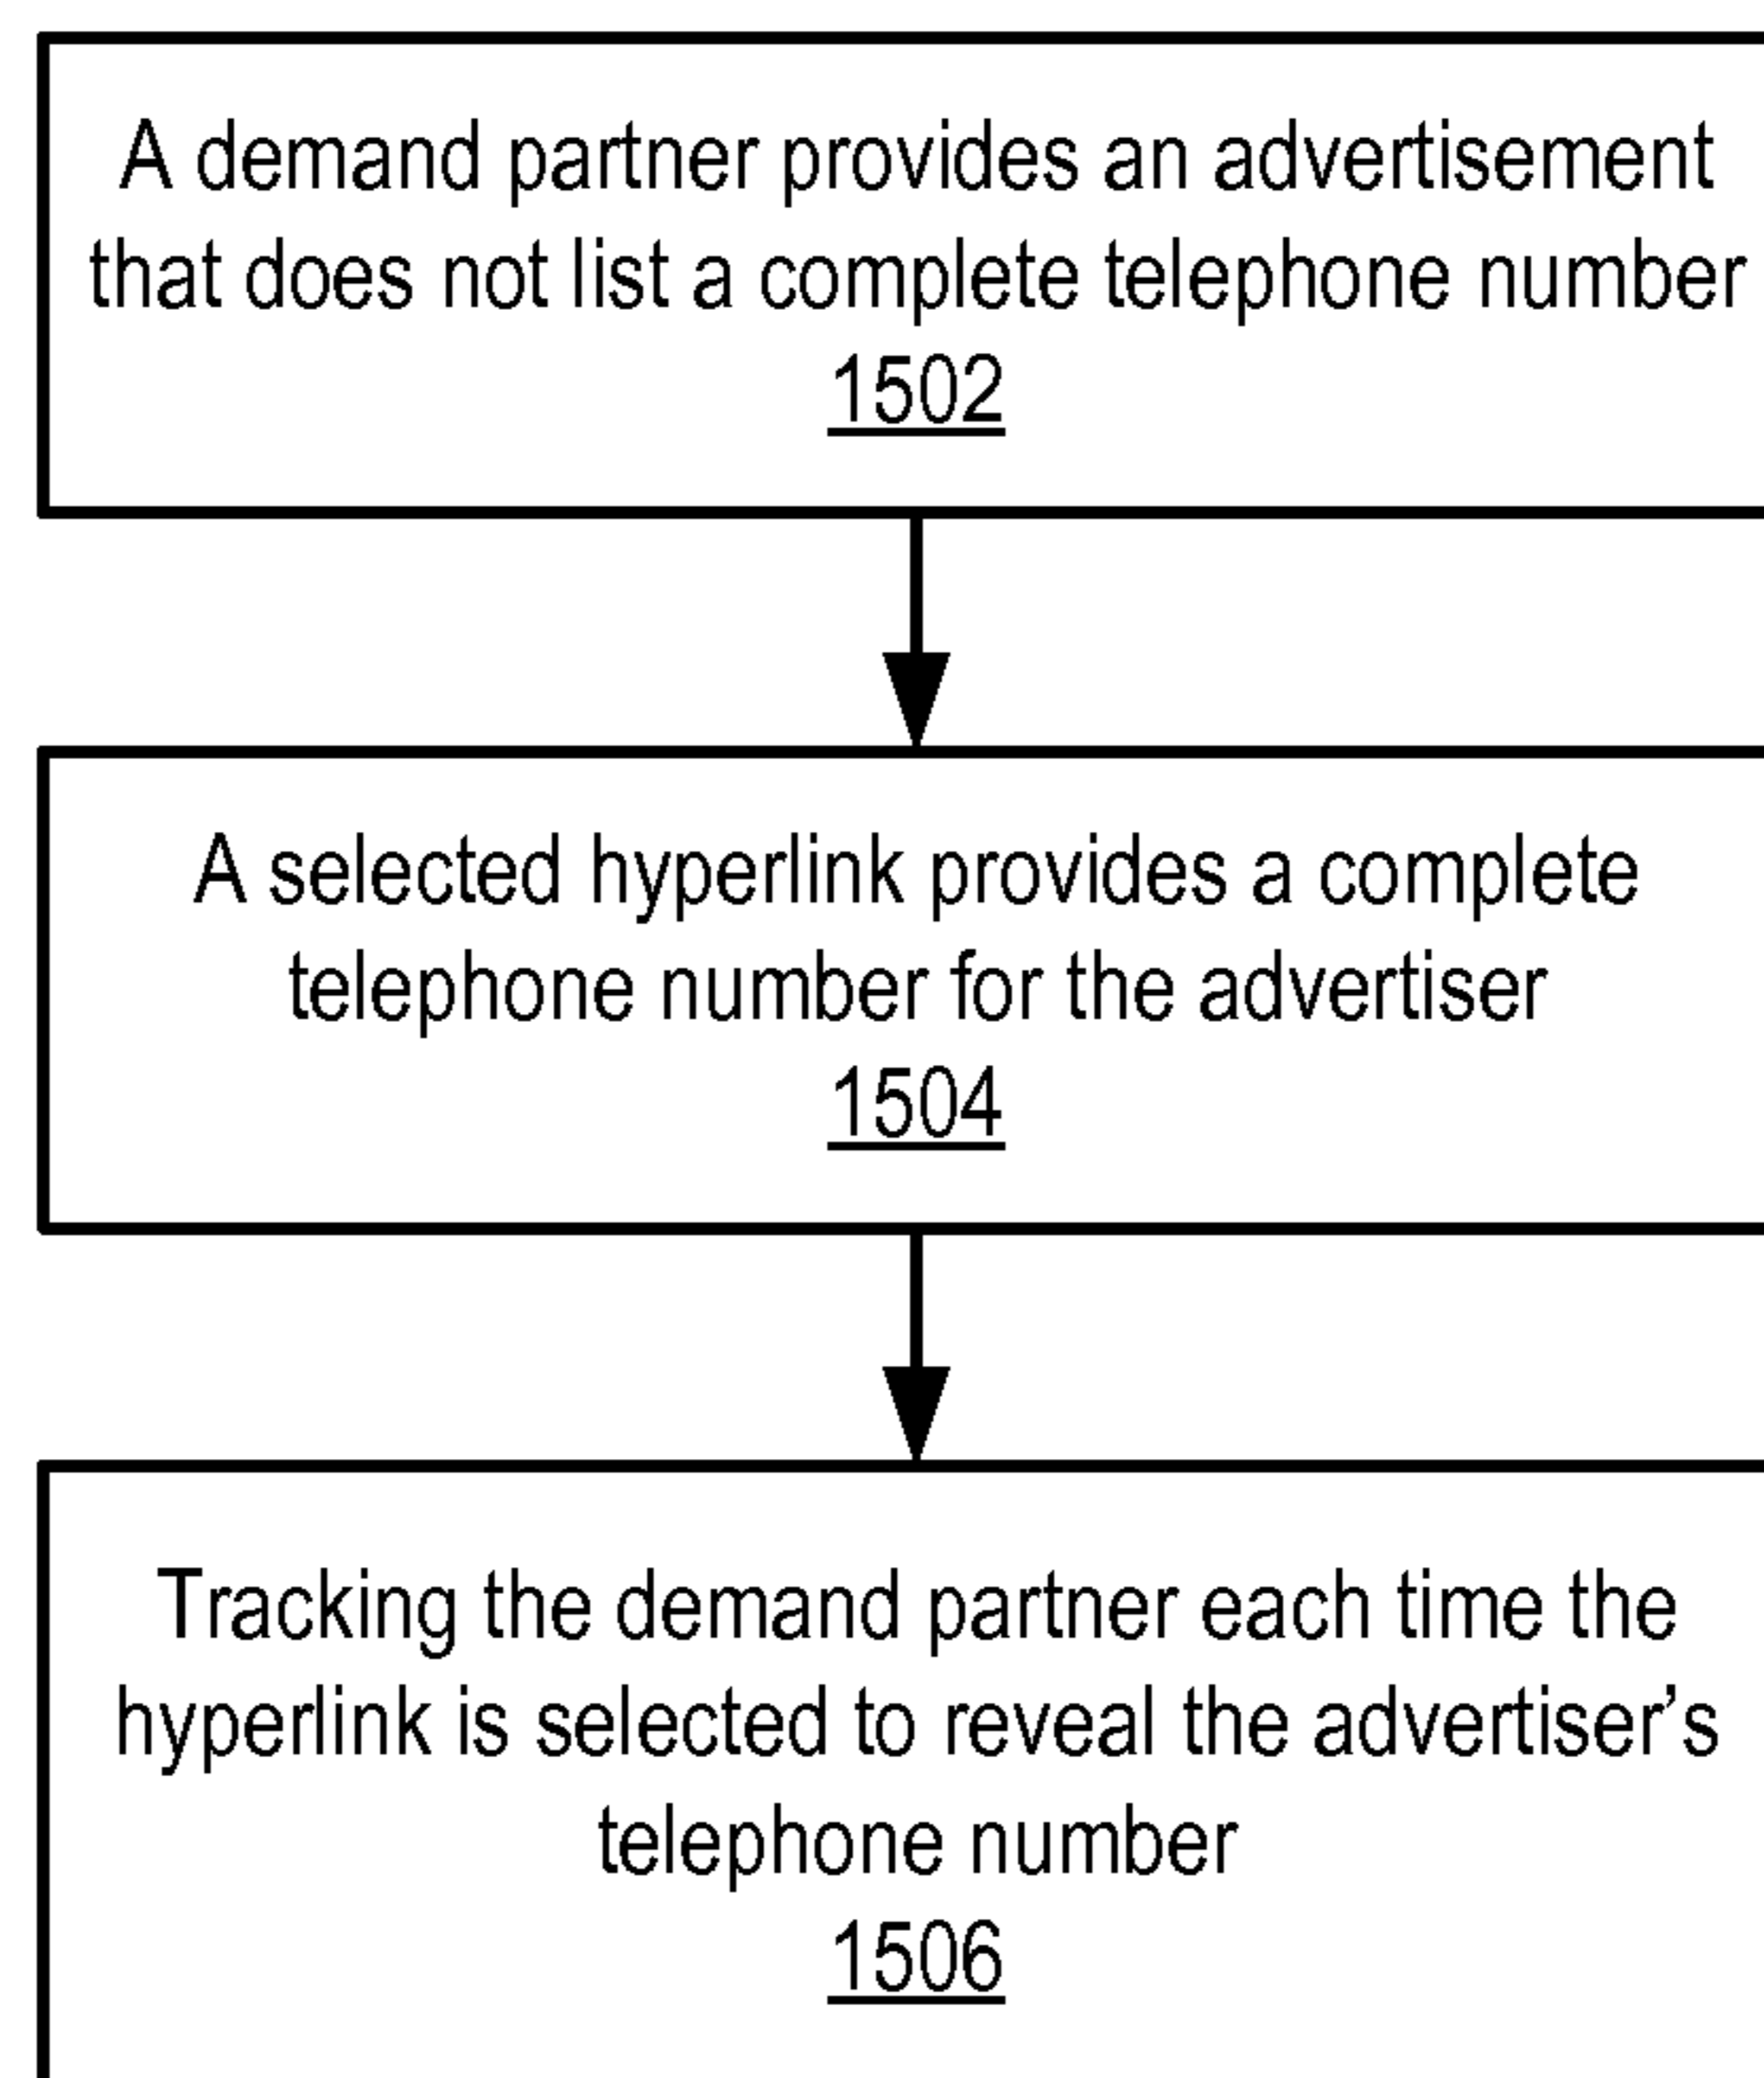 A demand partner provides an advertisement
that does not list a complete telephone number
1502
A selected hyperlink provides a complete
telephone number for the advertiser
1504
Tracking the demand partner each time the
hyperlink is selected to reveal the advertiser’s
telephone number
1506